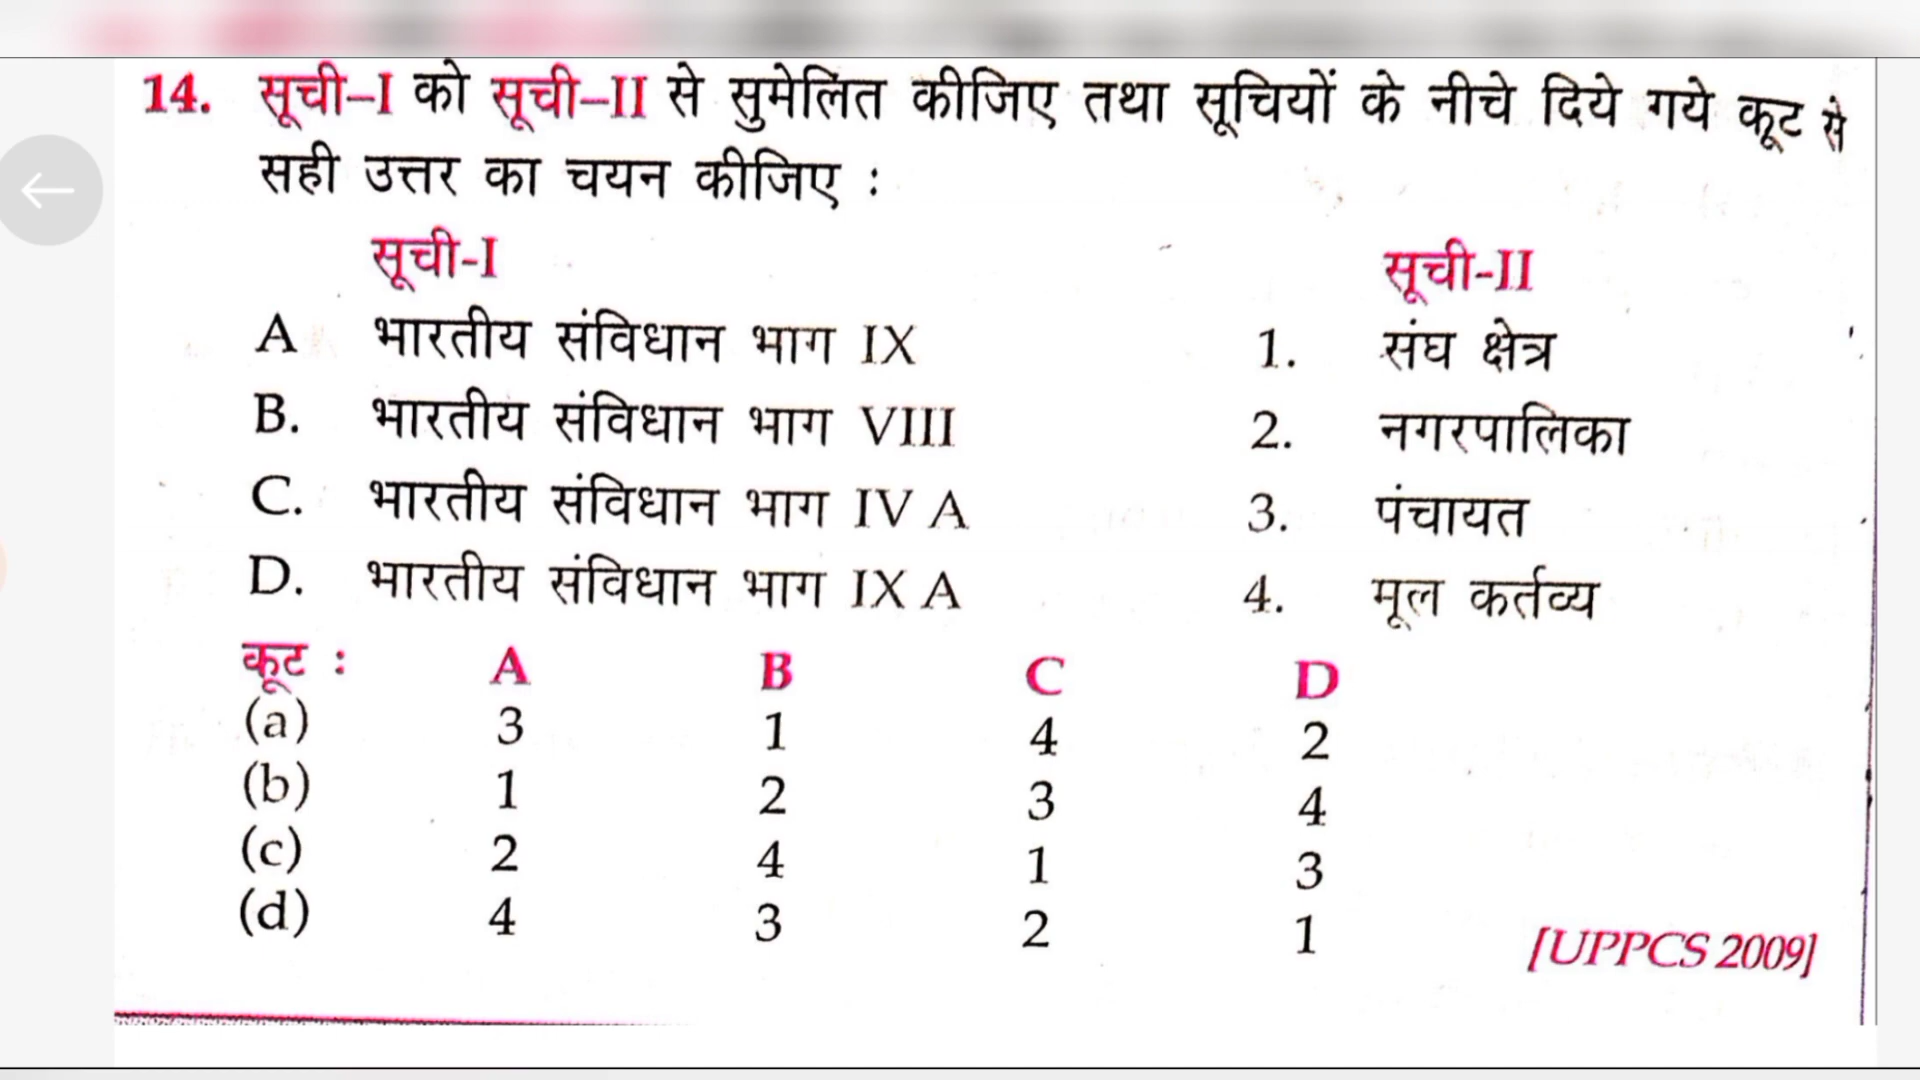 14. सूची–I को सूची–II से सुमेलित कीजिए तथा सूचियों के नीचे दिये गये कूट से
सही उत्तर का चयन कीजिए :
सूची-I सूची-II
A भारतीय संविधान भाग IX 1. संघ क्षेत्र
B. भारतीय संविधान भाग VIII 2. नगरपालिका
C. भारतीय संविधान भाग IV A 3. पंचायत
D. भारतीय संविधान भाग IX A 4. मूल कर्तव्य
कूट : A B C D
(a) 3 1 4 2
(b) 1 2 3 4
(c) 2 4 1 3
(d) 4 3 2 1
[UPPCS 2009]